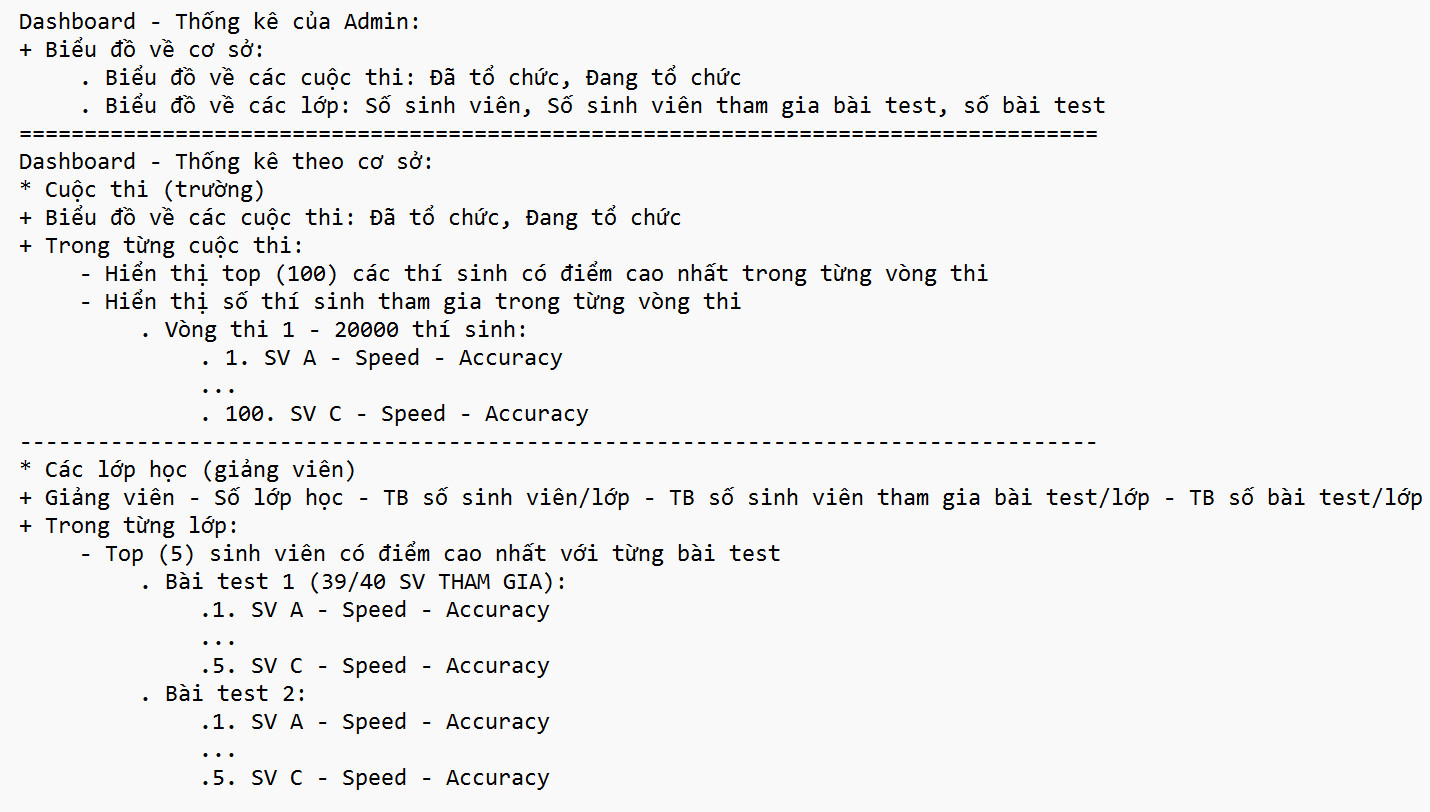 Dashboard - Thống kê của Admin:
+ Biểu đồ về cơ sở:
. Biểu đồ về các cuộc thi: Đã tổ chức, Đang tổ chức
. Biểu đồ về các lớp: Số sinh viên, Số sinh viên tham gia bài test, số bài test
===================================================================================
Dashboard - Thống kê theo cơ sở:
* Cuộc thi (trường)
+ Biểu đồ về các cuộc thi: Đã tổ chức, Đang tổ chức
+ Trong từng cuộc thi:
- Hiển thị top (100) các thí sinh có điểm cao nhất trong từng vòng thi
- Hiển thị số thí sinh tham gia trong từng vòng thi
. Vòng thi 1 - 20000 thí sinh:
. 1. SV A - Speed - Accuracy
...
. 100. SV C - Speed - Accuracy
-----------------------------------------------------------------------------------
* Các lớp học (giảng viên)
+ Giảng viên - Số lớp học - TB số sinh viên/lớp - TB số sinh viên tham gia bài test/lớp - TB số bài test/lớp
+ Trong từng lớp:
- Top (5) sinh viên có điểm cao nhất với từng bài test
. Bài test 1 (39/40 SV THAM GIA):
.1. SV A - Speed - Accuracy
...
.5. SV C - Speed - Accuracy
. Bài test 2:
.1. SV A - Speed - Accuracy
...
.5. SV C - Speed - Accuracy